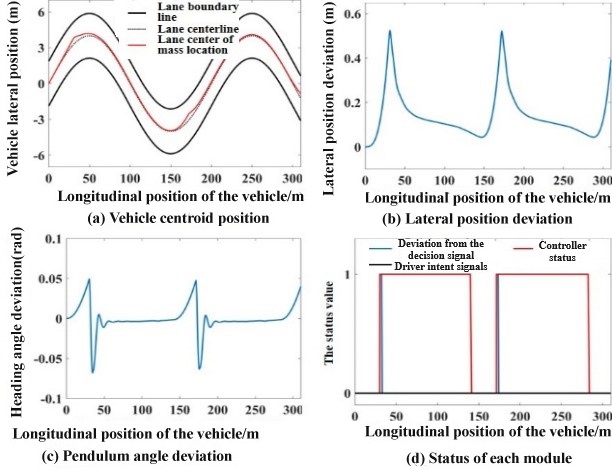 Vehicle lateral position (m)
6
3
0
-3
-6
Lane boundary
line
Lane centerline
Lane center of
mass location
0 50 100 150 200 250 300
Longitudinal position of the vehicle/m
(a) Vehicle centroid position
Lateral position deviation (m)
0.6
0.4
0.2
0
0 50 100 150 200 250 300
Longitudinal position of the vehicle/m
(b) Lateral position deviation
Heading angle deviation(rad)
0.1
0.05
0
-0.05
-0.1
0 50 100 150 200 250 300
Longitudinal position of the vehicle/m
(c) Pendulum angle deviation
The status value
Deviation from the
decision signal
Driver intent signals
Controller
status
1
0
0 50 100 150 200 250 300
Longitudinal position of the vehicle/m
(d) Status of each module